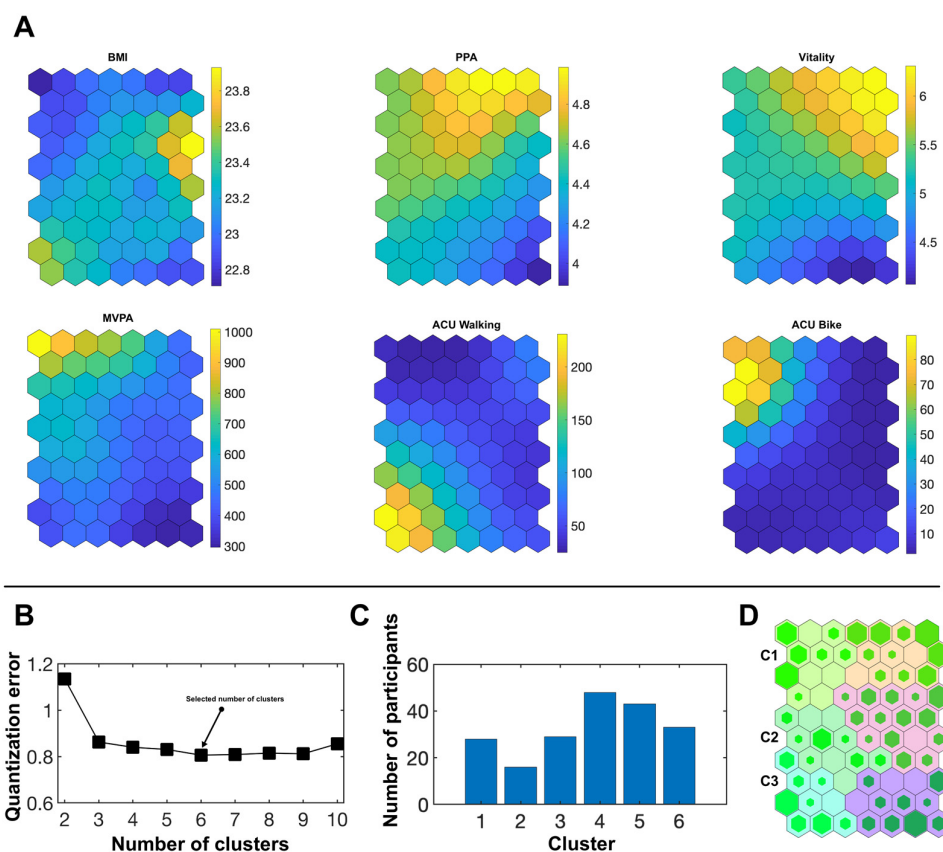 A
BMI
23.8
23.6
23.4
23.2
23
22.8
PPA
4.8
4.6
4.4
4.2
4
Vitality
6
5.5
5
4.5
MVPA
1000
900
800
700
600
500
400
300
ACU Walking
200
150
100
50
ACU Bike
80
70
60
50
40
30
20
10
B
Quantization error
1.2
1
0.8
0.6
Selected number of clusters
2 3 4 5 6 7 8 9 10
Number of clusters
C
Number of participants
60
40
20
0
1 2 3 4 5 6
Cluster
D
C1
C2
C3